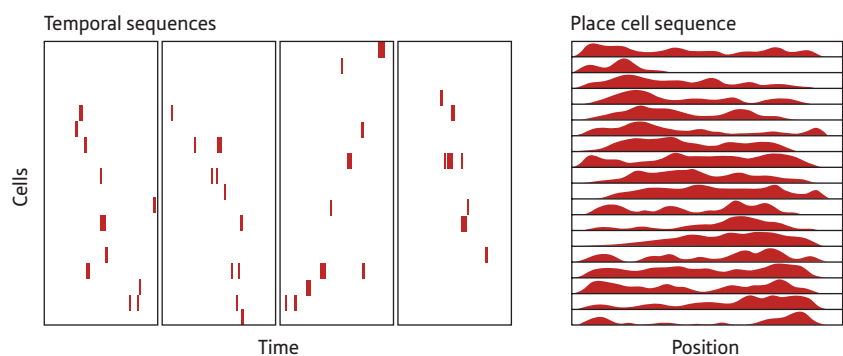 Temporal sequences
Place cell sequence
Cells
Time
Position